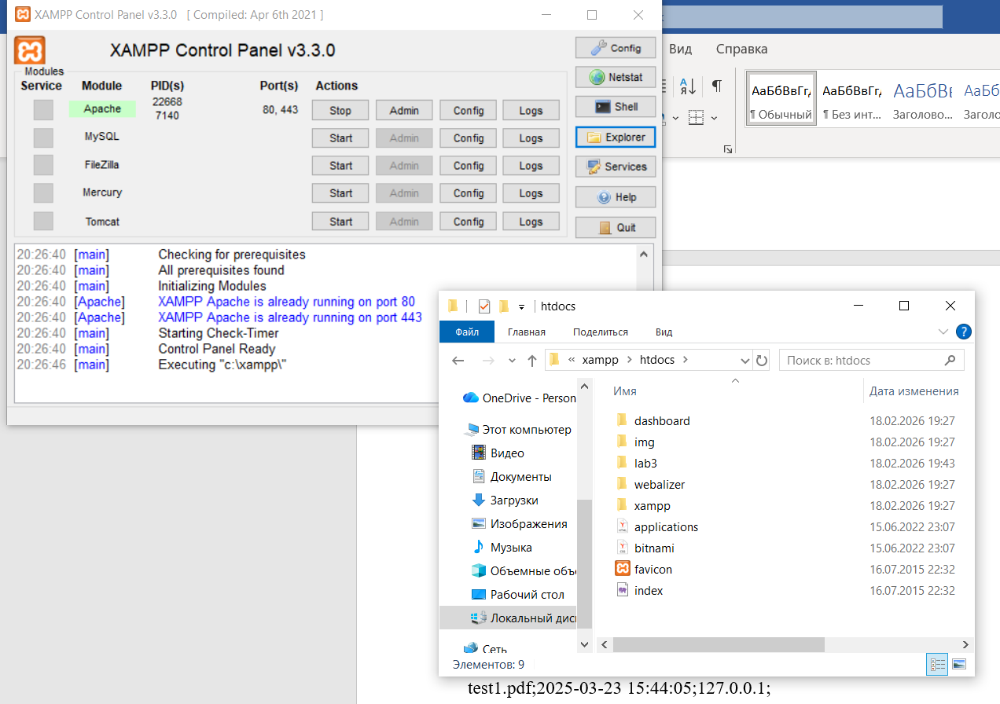 XAMPP Control Panel v3.3.0 [ Compiled: Apr 6th 2021 ]
XAMPP Control Panel v3.3.0
Modules
Service Module PID(s) Port(s) Actions
Apache 22668 7140 80, 443 Stop Admin Config Logs
MySQL Start Admin Config Logs
FileZilla Start Admin Config Logs
Mercury Start Admin Config Logs
Tomcat Start Admin Config Logs
Config
Netstat
Shell
Explorer
Services
Help
Quit
20:26:40 [main] Checking for prerequisites
20:26:40 [main] All prerequisites found
20:26:40 [main] Initializing Modules
20:26:40 [Apache] XAMPP Apache is already running on port 80
20:26:40 [Apache] XAMPP Apache is already running on port 443
20:26:40 [main] Starting Check-Timer
20:26:40 [main] Control Panel Ready
20:26:46 [main] Executing "c:\xampp\"
Вид Справка
АаБбВвГг, АаБбВвГг, АаБбВв АаБб
¶ Обычный ¶ Без инт... Заголово... Загол
htdocs
Файл Главная Поделиться Вид
« xampp › htdocs ›
Поиск в: htdocs
OneDrive - Person
Этот компьютер
Видео
Документы
Загрузки
Изображения
Музыка
Объемные объ
Рабочий стол
Локальный дис
Сеть
Имя Дата изменения
dashboard 18.02.2026 19:27
img 18.02.2026 19:27
lab3 18.02.2026 19:43
webalizer 18.02.2026 19:27
xampp 18.02.2026 19:27
applications 15.06.2022 23:07
bitnami 15.06.2022 23:07
favicon 16.07.2015 22:32
index 16.07.2015 22:32
Элементов: 9
test1.pdf;2025-03-23 15:44:05;127.0.0.1;